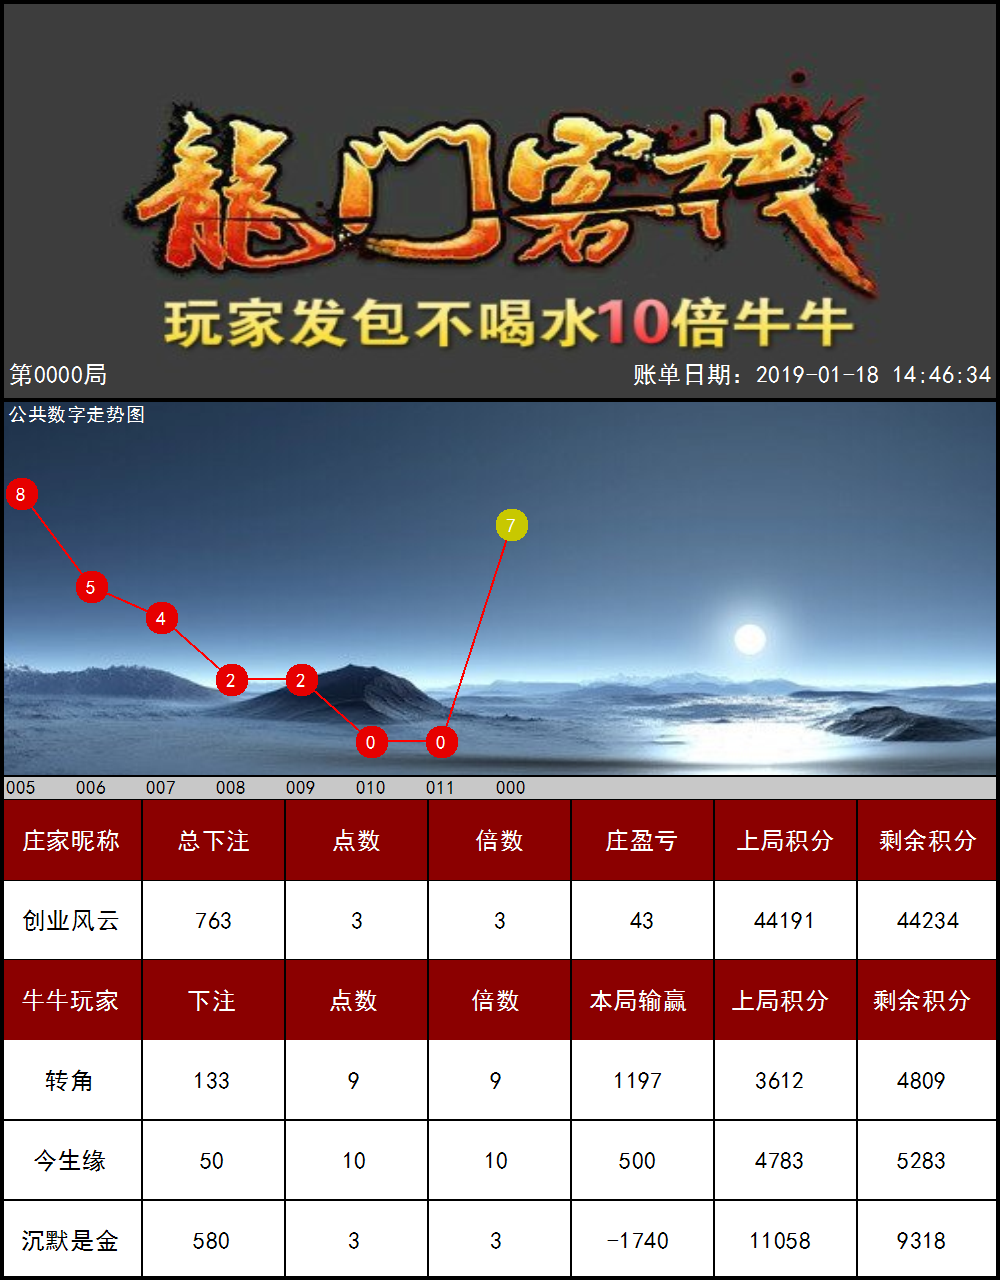 龍门客栈
玩家发包不喝水10倍牛牛
第0000局 账单日期：2019-01-18 14:46:34
公共数字走势图
8 5 4 2 2 0 0 7
005 006 007 008 009 010 011 000
庄家昵称 总下注 点数 倍数 庄盈亏 上局积分 剩余积分
创业风云 763 3 3 43 44191 44234
牛牛玩家 下注 点数 倍数 本局输赢 上局积分 剩余积分
转角 133 9 9 1197 3612 4809
今生缘 50 10 10 500 4783 5283
沉默是金 580 3 3 -1740 11058 9318